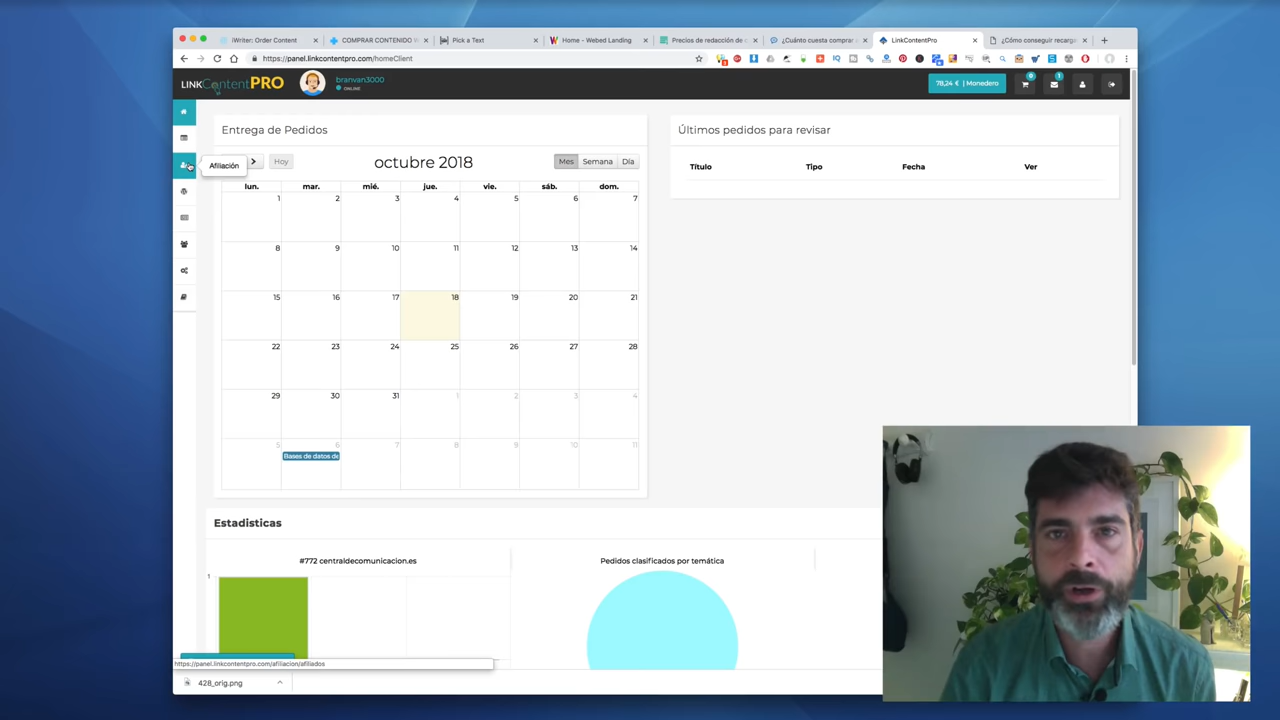 iWriter: Order Content
COMPRAR CONTENIDO
Pick a Text
Home - Webed Landing
Precios de redacción de c
¿Cuánto cuesta comprar
LinkContentPro
¿Cómo conseguir recarg
https://panel.linkcontentpro.com/homeClient
LINKContentPRO
branvan3000
ONLINE
78,24 € | Monedero
0
1
Entrega de Pedidos
Últimos pedidos para revisar
Afiliación
Hoy
octubre 2018
Mes Semana Día
Título Tipo Fecha Ver
lun. mar. mié. jue. vie. sáb. dom.
1 2 3 4 5 6 7
8 9 10 11 12 13 14
15 16 17 18 19 20 21
22 23 24 25 26 27 28
29 30 31 1 2 3 4
5 6 7 8 9 10 11
Bases de datos de
Estadisticas
#772 centraldecomunicacion.es
Pedidos clasificados por temática
1
https://panel.linkcontentpro.com/afiliacion/afiliados
428_orig.png